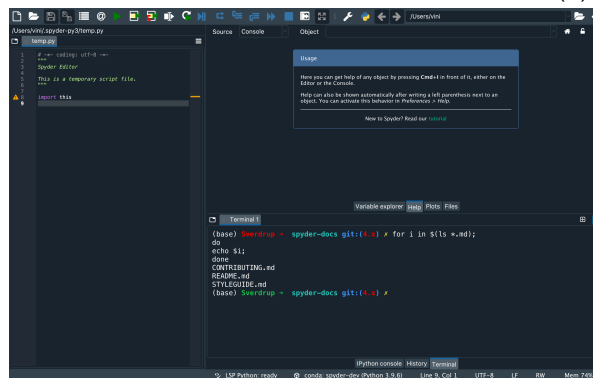 /Users/vini
/Users/vini/.spyder-py3/temp.py
temp.py
1 # -*- coding: utf-8 -*-
2 """
3 Spyder Editor
4
5 This is a temporary script file.
6 """
7
8 import this
9
Source Console Object
Usage
Here you can get help of any object by pressing Cmd+I in front of it, either on the
Editor or the Console.
Help can also be shown automatically after writing a left parenthesis next to an
object. You can activate this behavior in Preferences > Help.
New to Spyder? Read our tutorial
Variable explorer Help Plots Files
Terminal 1
(base) Sverdrup → spyder-docs git:(4.x) ✗ for i in $(ls *.md);
do
echo $i;
done
CONTRIBUTING.md
README.md
STYLEGUIDE.md
(base) Sverdrup → spyder-docs git:(4.x) ✗
IPython console History Terminal
LSP Python: ready conda: spyder-dev (Python 3.9.6) Line 9, Col 1 UTF-8 LF RW Mem 74%